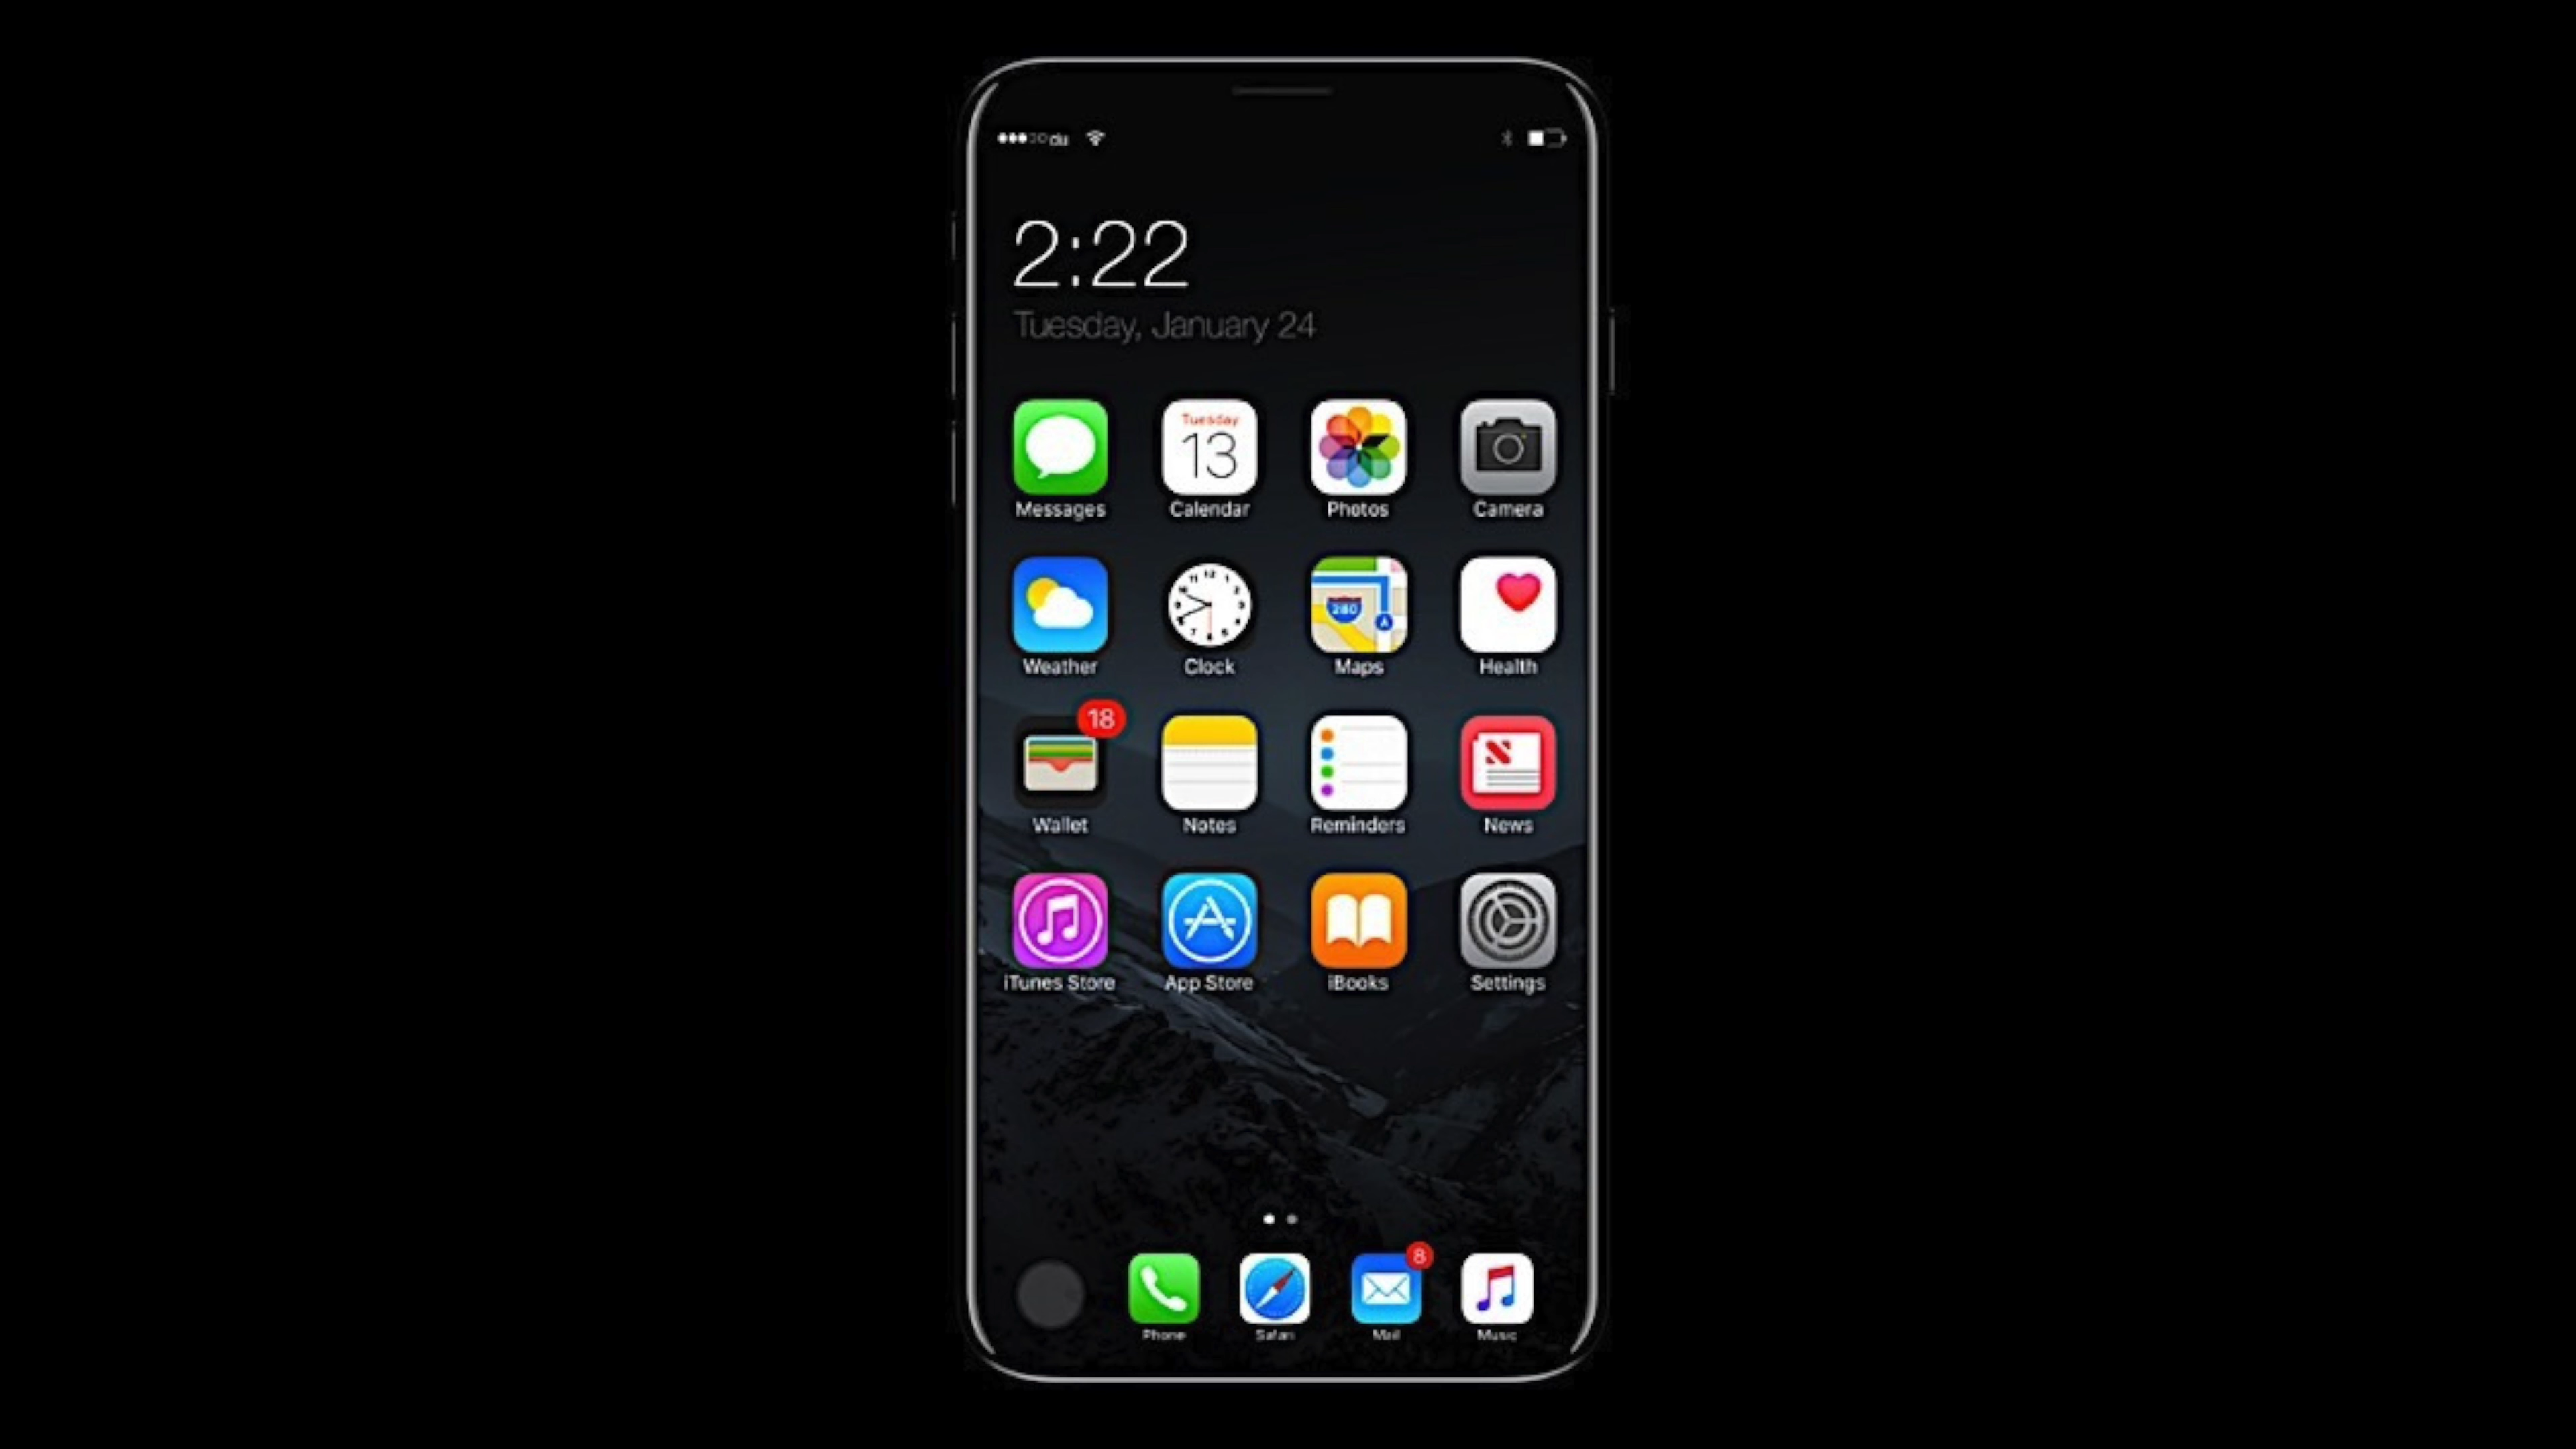 du
2:22
Tuesday, January 24
Tuesday
13
Messages Calendar Photos Camera
280 A
Weather Clock Maps Health
18
Wallet Notes Reminders News
iTunes Store App Store iBooks Settings
8
Phone Safari Mail Music